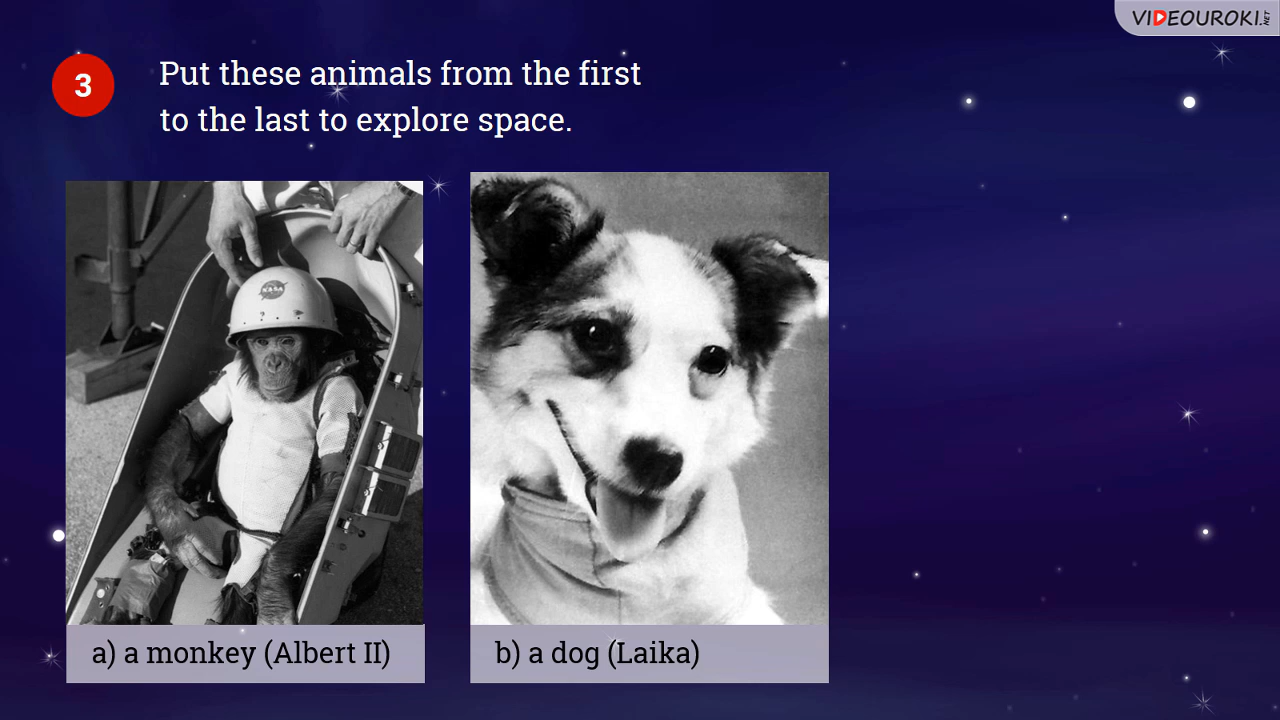 VIDEOUROKI.NET
3
Put these animals from the first
to the last to explore space.
NASA
a) a monkey (Albert II)
b) a dog (Laika)